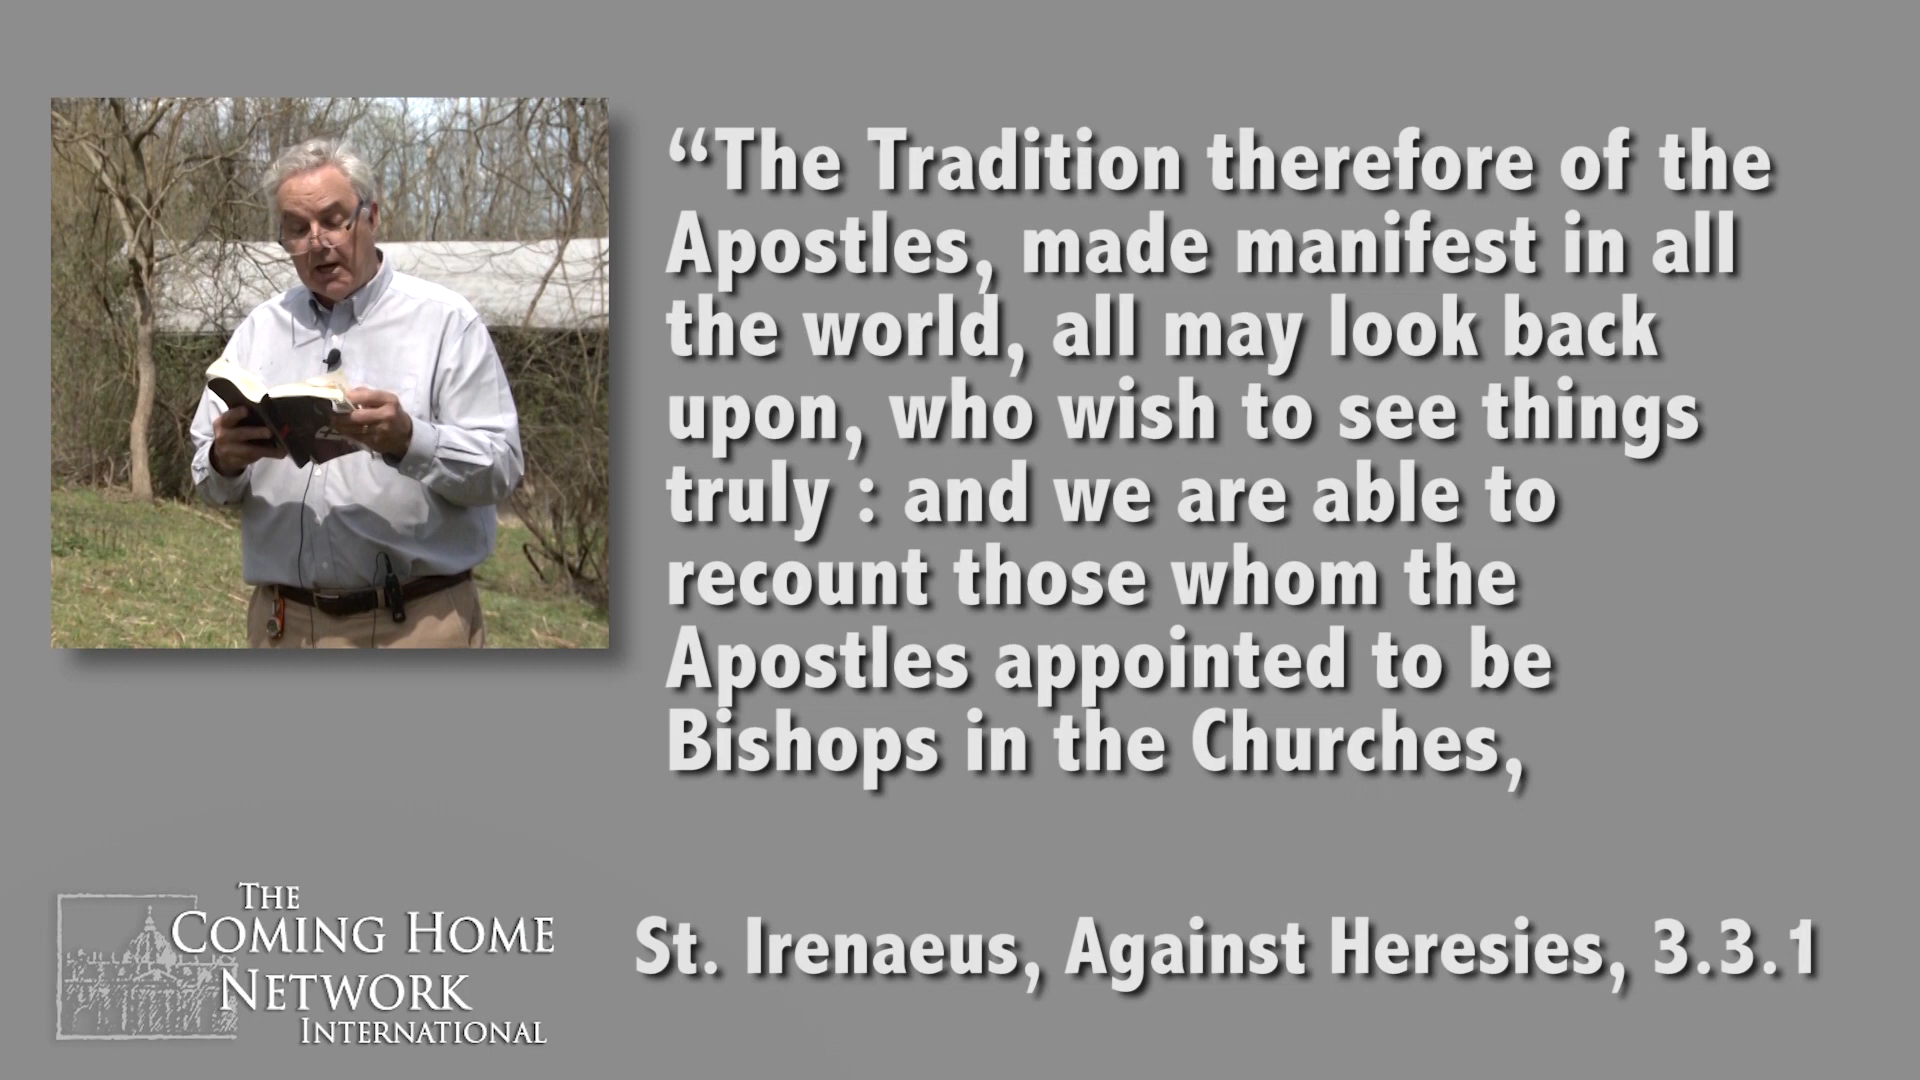 “The Tradition therefore of the
Apostles, made manifest in all
the world, all may look back
upon, who wish to see things
truly : and we are able to
recount those whom the
Apostles appointed to be
Bishops in the Churches,
St. Irenaeus, Against Heresies, 3.3.1
THE
COMING HOME
NETWORK
INTERNATIONAL